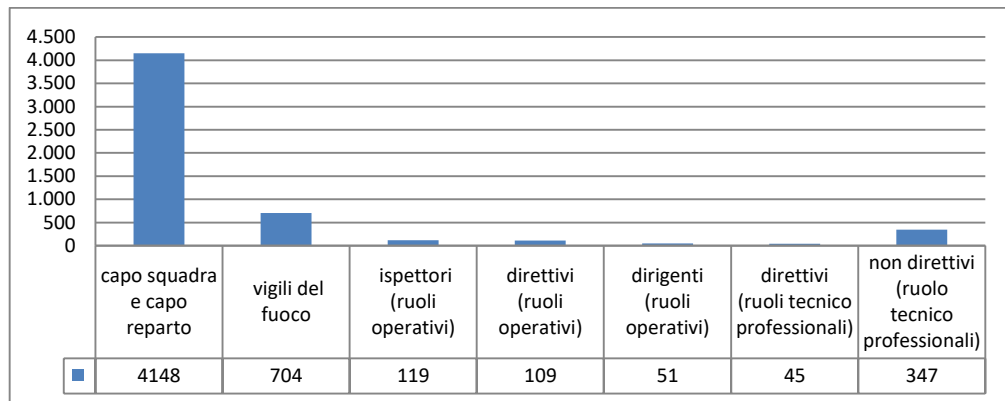 4.500
4.000
3.500
3.000
2.500
2.000
1.500
1.000
500
0
capo squadra
e capo
reparto
vigili del
fuoco
ispettori
(ruoli
operativi)
direttivi
(ruoli
operativi)
dirigenti
(ruoli
operativi)
direttivi
(ruoli tecnico
professionali)
non direttivi
(ruolo
tecnico
professionali)
4148 704 119 109 51 45 347